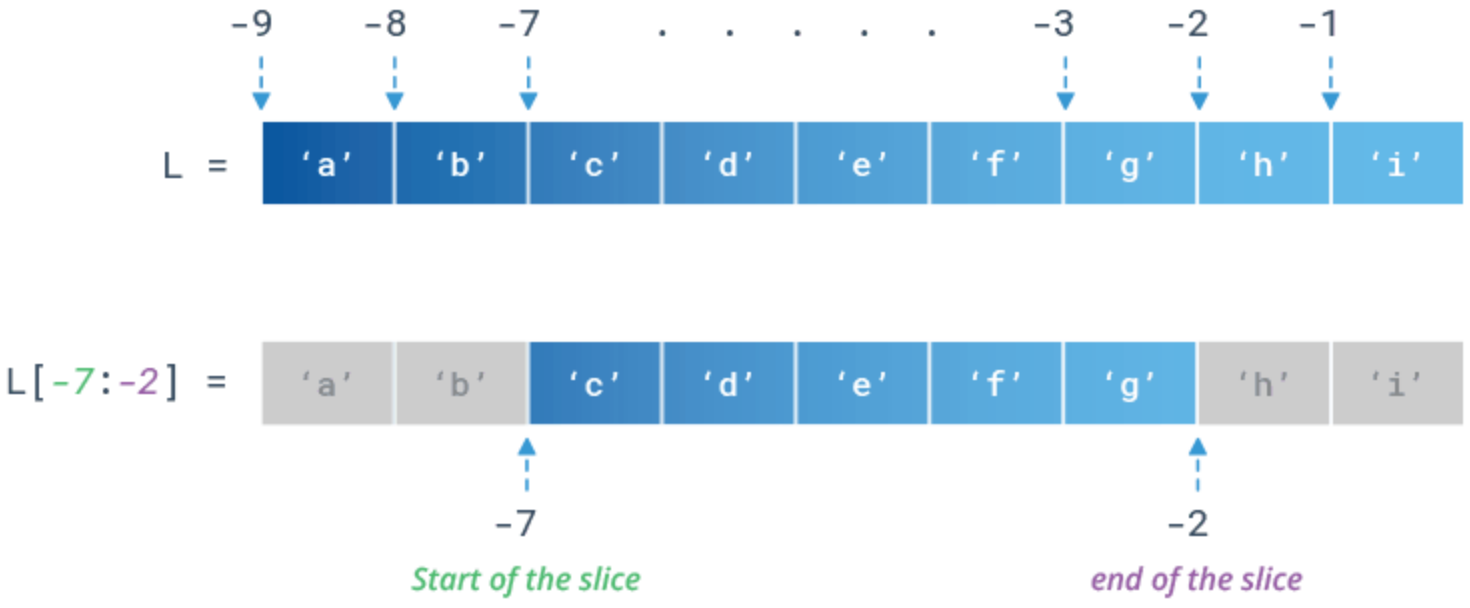 -9 -8 -7 . . . . . -3 -2 -1
L = ‘a’ ‘b’ ‘c’ ‘d’ ‘e’ ‘f’ ‘g’ ‘h’ ‘i’
L[-7:-2] = ‘a’ ‘b’ ‘c’ ‘d’ ‘e’ ‘f’ ‘g’ ‘h’ ‘i’
-7 -2
Start of the slice end of the slice